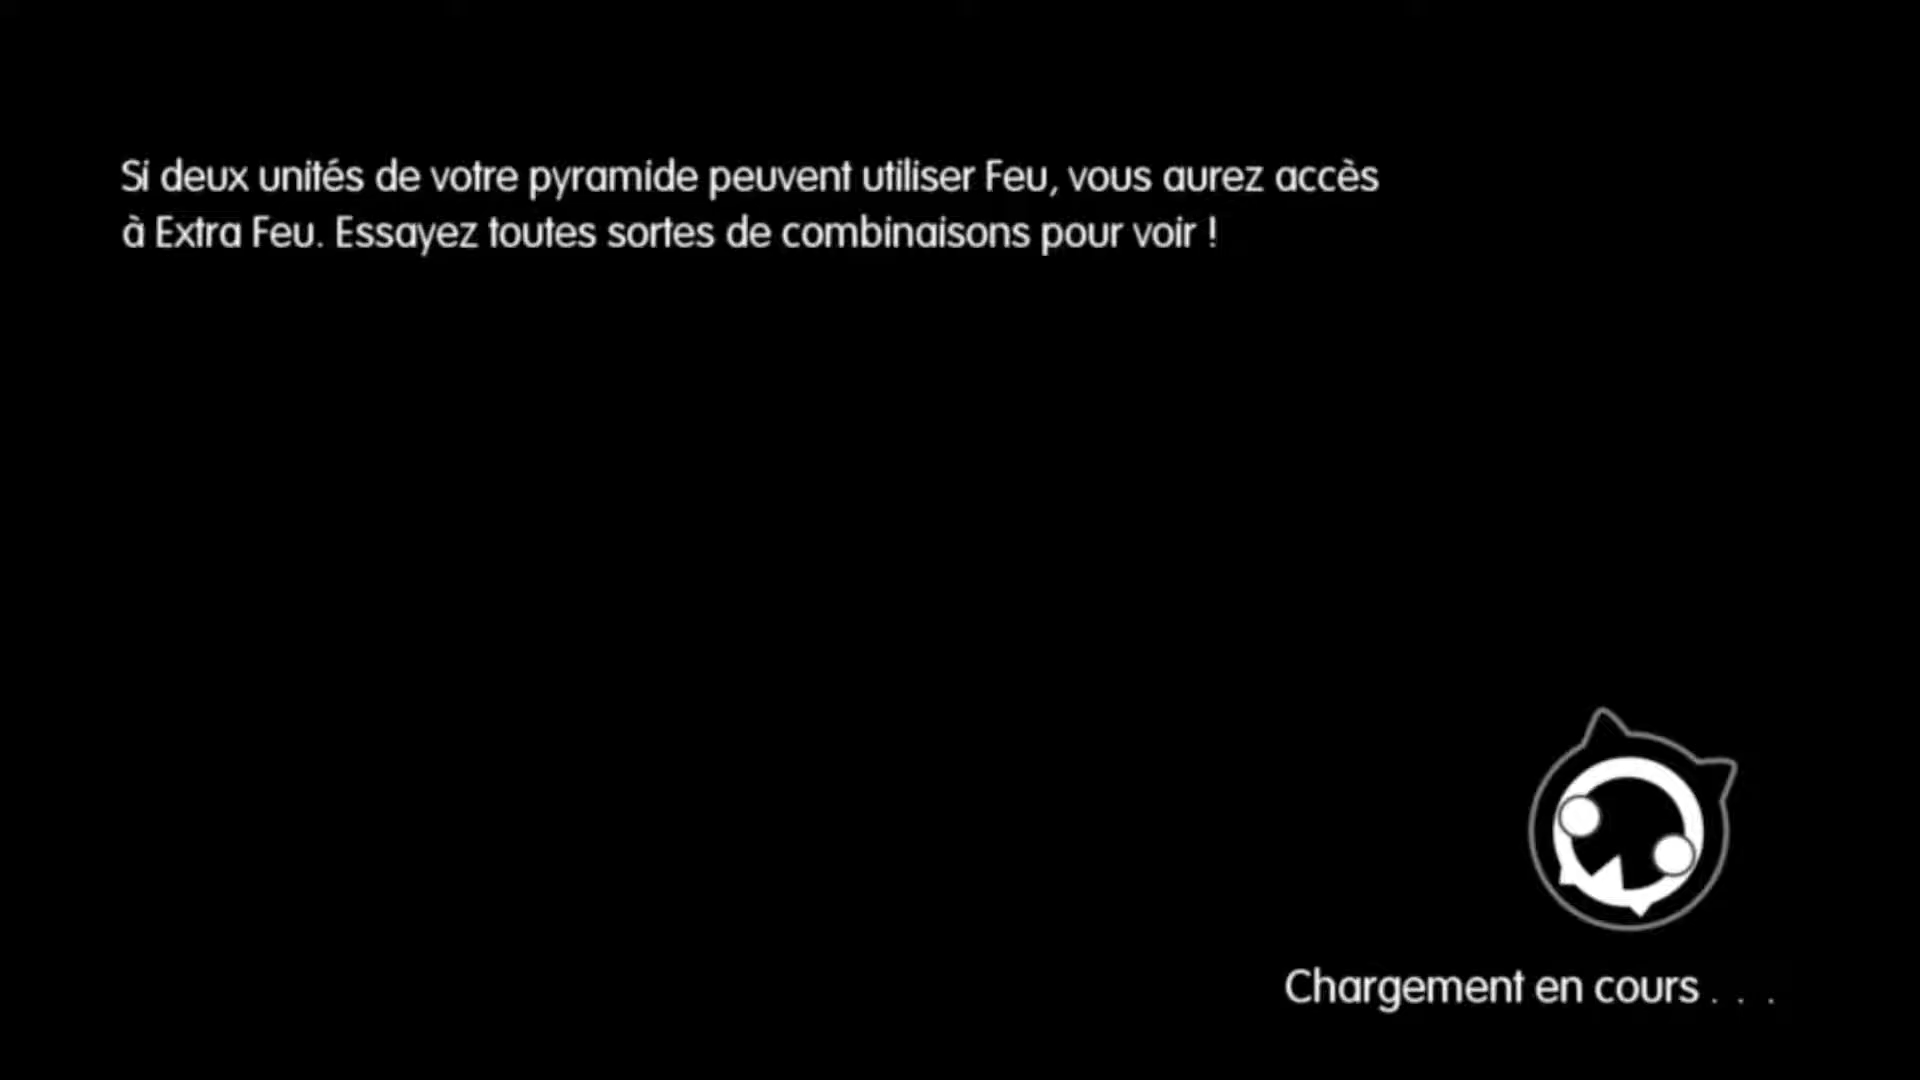 Si deux unités de votre pyramide peuvent utiliser Feu, vous aurez accès
à Extra Feu. Essayez toutes sortes de combinaisons pour voir !
Chargement en cours . . .